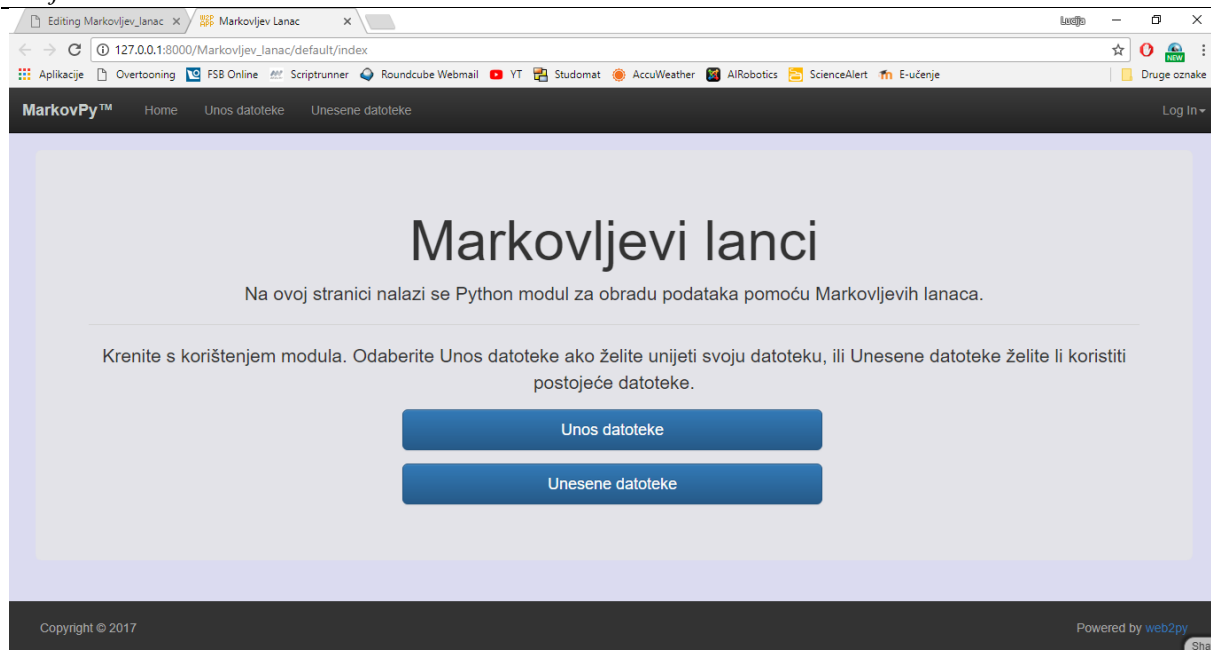 Editing Markovljev_lanac
Markovljev Lanac
127.0.0.1:8000/Markovljev_lanac/default/index
Aplikacije Overtooning FSB Online Scriptrunner Roundcube Webmail YT Studomat AccuWeather AIRobotics ScienceAlert E-učenje Druge oznake
NEW
MarkovPy™ Home Unos datoteke Unesene datoteke Log In
Markovljevi lanci
Na ovoj stranici nalazi se Python modul za obradu podataka pomoću Markovljevih lanaca.
Krenite s korištenjem modula. Odaberite Unos datoteke ako želite unijeti svoju datoteku, ili Unesene datoteke želite li koristiti
postojeće datoteke.
Unos datoteke
Unesene datoteke
Copyright © 2017 Powered by web2py